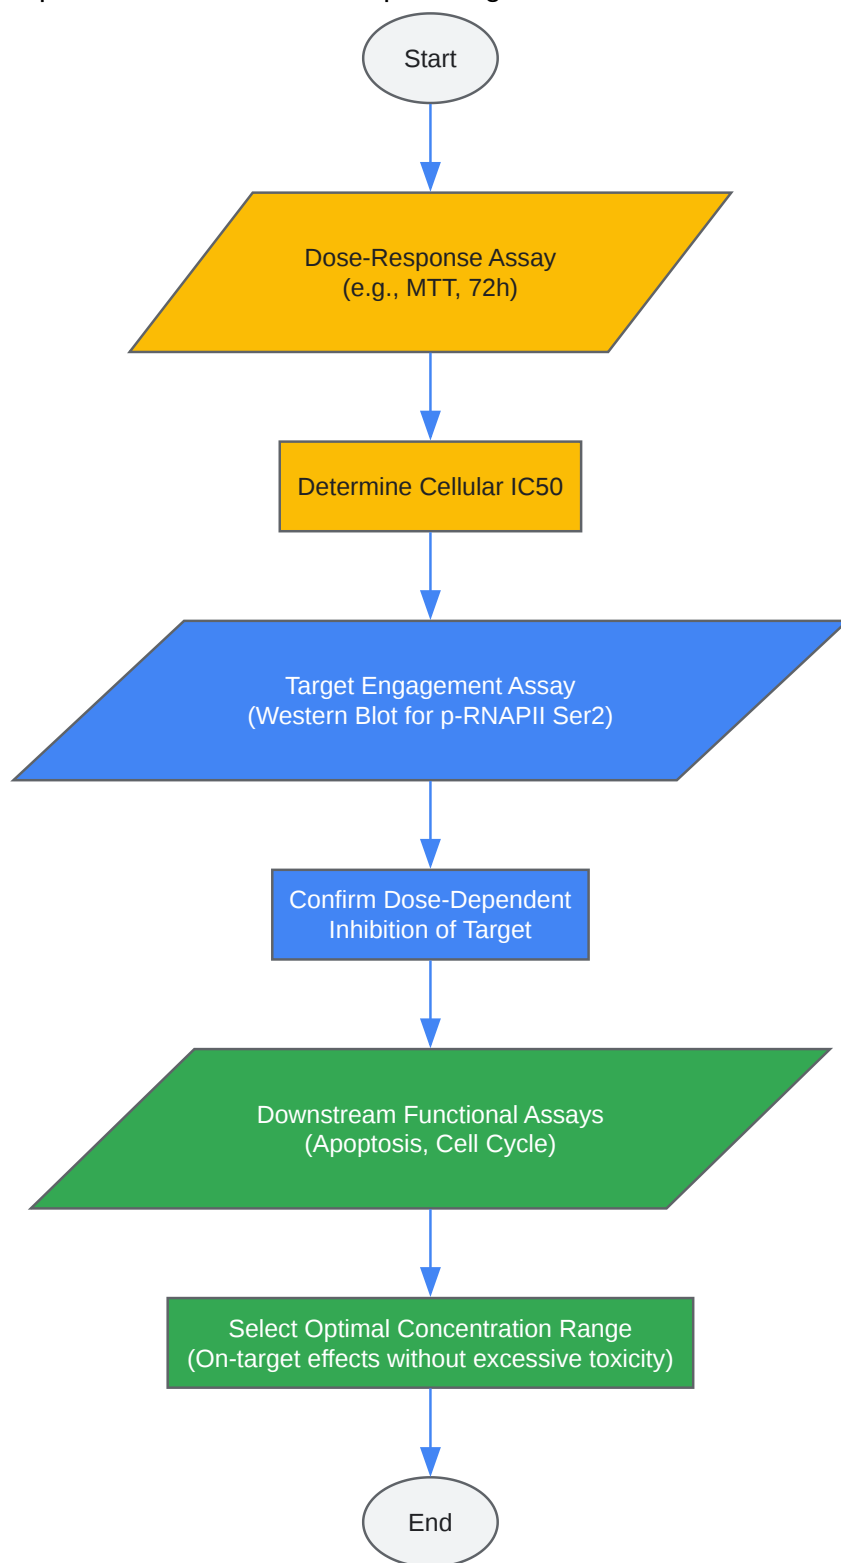 Start
Dose-Response Assay
(e.g., MTT, 72h)
Determine Cellular IC50
Target Engagement Assay
(Western Blot for p-RNAPII Ser2)
Confirm Dose-Dependent
Inhibition of Target
Downstream Functional Assays
(Apoptosis, Cell Cycle)
Select Optimal Concentration Range
(On-target effects without excessive toxicity)
End